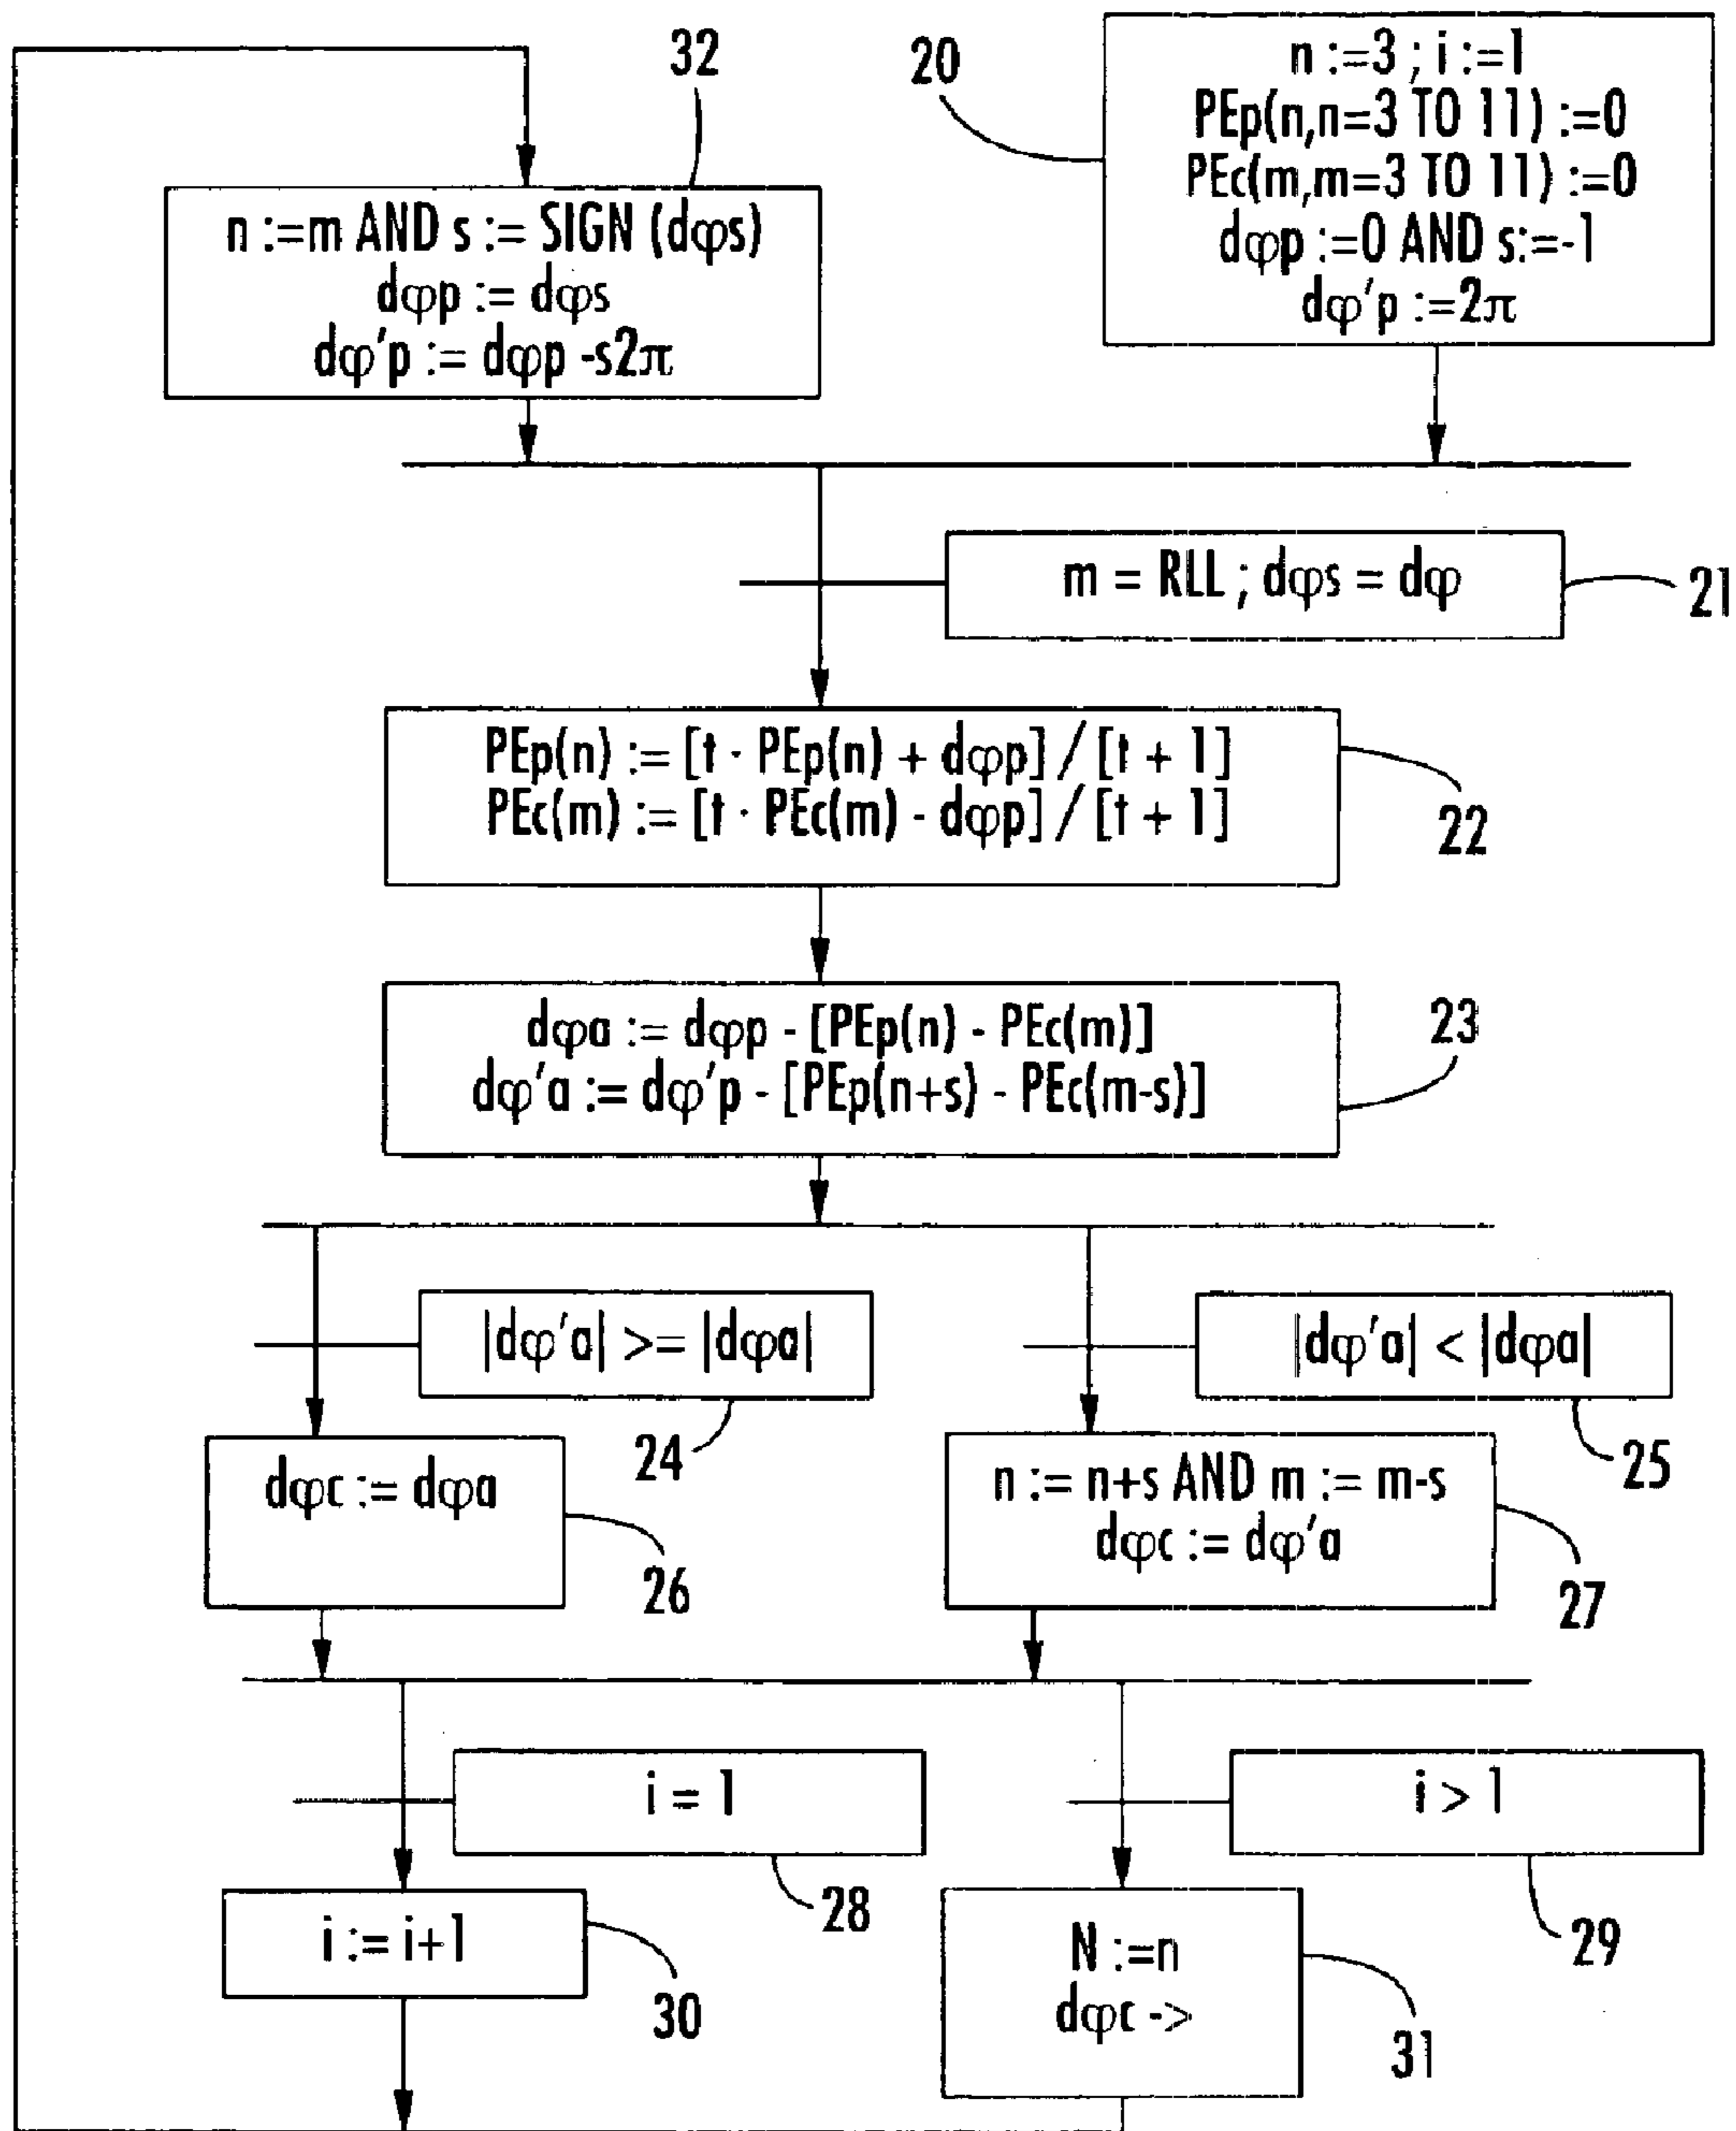 32
n :=m AND s := SIGN (dφs)
dφp := dφs
dφ'p := dφp -s2π
20
n :=3 ; i :=1
PEp(n,n=3 TO 11) :=0
PEc(m,m=3 TO 11) :=0
dφp :=0 AND s:=-1
dφ'p :=2π
m = RLL ; dφs = dφ
21
PEp(n) := [t · PEp(n) + dφp] / [t + 1]
PEc(m) := [t · PEc(m) - dφp] / [t + 1]
22
dφa := dφp - [PEp(n) - PEc(m)]
dφ'a := dφ'p - [PEp(n+s) - PEc(m-s)]
23
|dφ'a| >= |dφa|
24
|dφ'a| < |dφa|
25
dφc := dφa
26
n := n+s AND m := m-s
dφc := dφ'a
27
i = 1
28
i > 1
29
i := i+1
30
N :=n
dφc ->
31